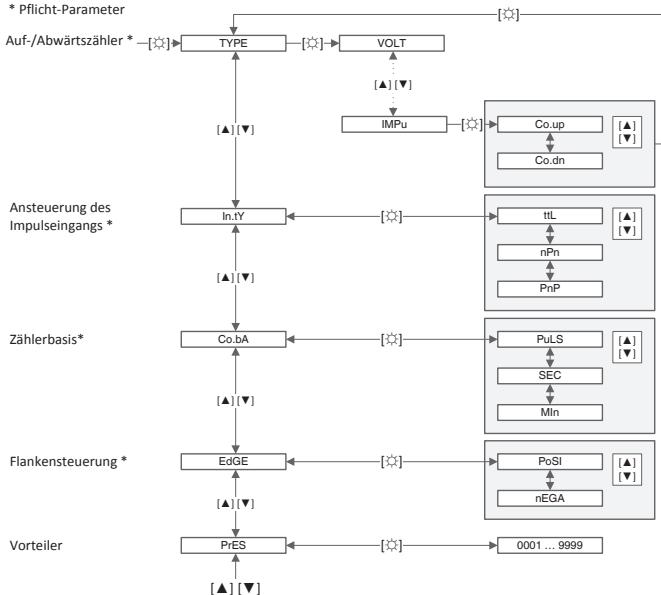 * Pflicht-Parameter
[☼]
Auf-/Abwärtszähler * [☼] TYPE [☼] VOLT
[▲] [▼]
[▲] [▼] IMPu [☼] Co.up [▲]
[▼]
Co.dn
Ansteuerung des
Impulseingangs * In.tY [☼] ttL [▲]
[▼]
nPn
[▲] [▼] PnP
Zählerbasis* Co.bA [☼] PuLS [▲]
[▼]
SEC
[▲] [▼] MIn
Flankensteuerung * EdGE [☼] PoSI [▲]
[▼]
[▲] [▼] nEGA
Vorteiler PrES [☼] 0001 ... 9999
[▲] [▼]